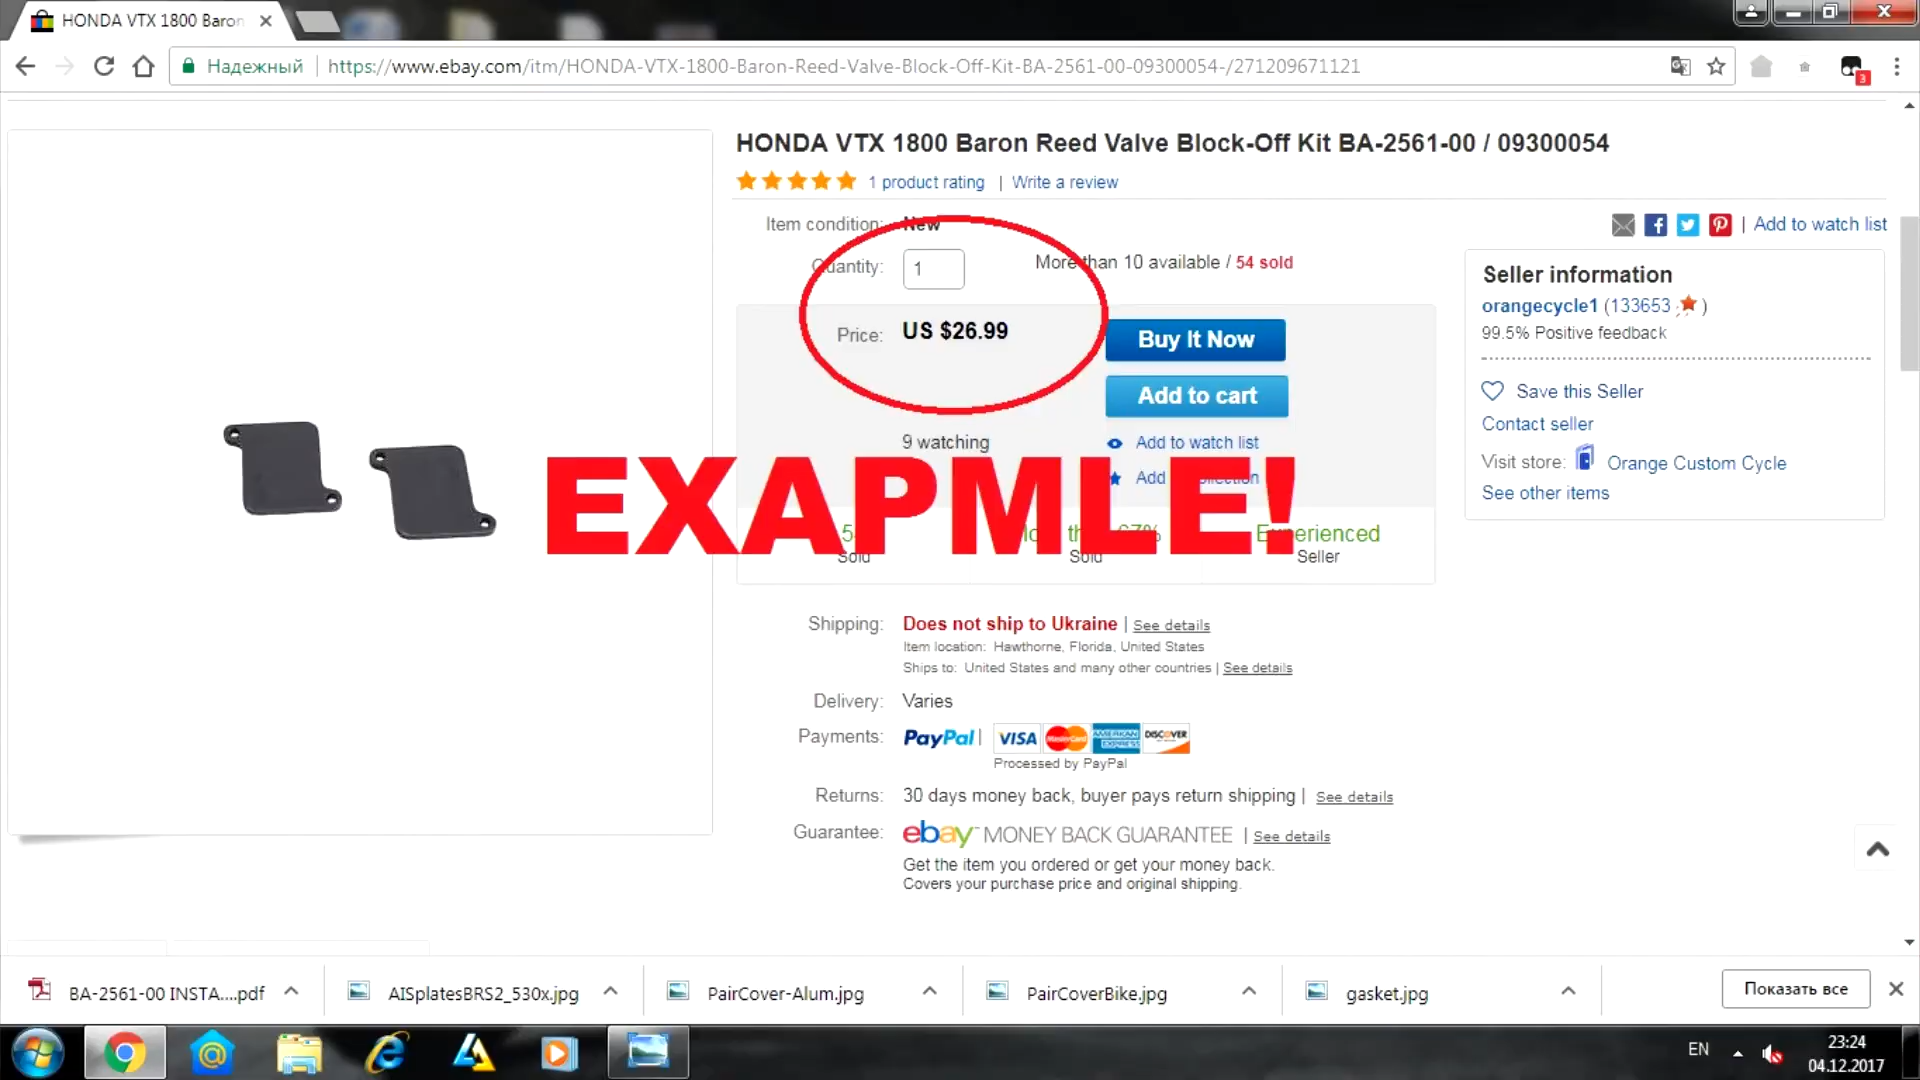 HONDA VTX 1800 Baron
Надежный
https://www.ebay.com/itm/HONDA-VTX-1800-Baron-Reed-Valve-Block-Off-Kit-BA-2561-00-09300054-/271209671121
3
HONDA VTX 1800 Baron Reed Valve Block-Off Kit BA-2561-00 / 09300054
1 product rating | Write a review
Item condition: New
| Add to watch list
Quantity: 1
More than 10 available / 54 sold
Price: US $26.99
Buy It Now
Add to cart
9 watching
Add to watch list
Add
EXAPMLE!
Experienced
Sold
Sold
Seller
Seller information
orangecycle1 (133653 )
99.5% Positive feedback
Save this Seller
Contact seller
Visit store: Orange Custom Cycle
See other items
Shipping: Does not ship to Ukraine | See details
Item location: Hawthorne, Florida, United States
Ships to: United States and many other countries | See details
Delivery: Varies
Payments: PayPal | VISA MasterCard AMERICAN EXPRESS DISCOVER
Processed by PayPal
Returns: 30 days money back, buyer pays return shipping | See details
Guarantee: ebay MONEY BACK GUARANTEE | See details
Get the item you ordered or get your money back.
Covers your purchase price and original shipping.
BA-2561-00 INSTA....pdf
AISplatesBRS2_530x.jpg
PairCover-Alum.jpg
PairCoverBike.jpg
gasket.jpg
Показать все
EN
23:24
04.12.2017